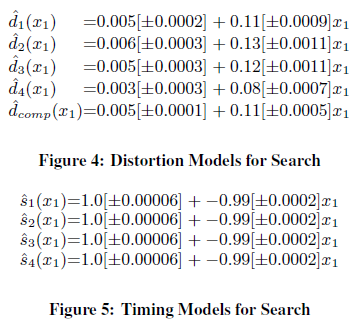 d̂₁(x₁) =0.005[±0.0002] + 0.11[±0.0009]x₁
d̂₂(x₁) =0.006[±0.0003] + 0.13[±0.0011]x₁
d̂₃(x₁) =0.005[±0.0003] + 0.12[±0.0011]x₁
d̂₄(x₁) =0.003[±0.0003] + 0.08[±0.0007]x₁
d̂comp(x₁)=0.005[±0.0001] + 0.11[±0.0005]x₁
Figure 4: Distortion Models for Search
ŝ₁(x₁)=1.0[±0.00006] + −0.99[±0.0002]x₁
ŝ₂(x₁)=1.0[±0.00006] + −0.99[±0.0002]x₁
ŝ₃(x₁)=1.0[±0.00006] + −0.99[±0.0002]x₁
ŝ₄(x₁)=1.0[±0.00006] + −0.99[±0.0002]x₁
Figure 5: Timing Models for Search